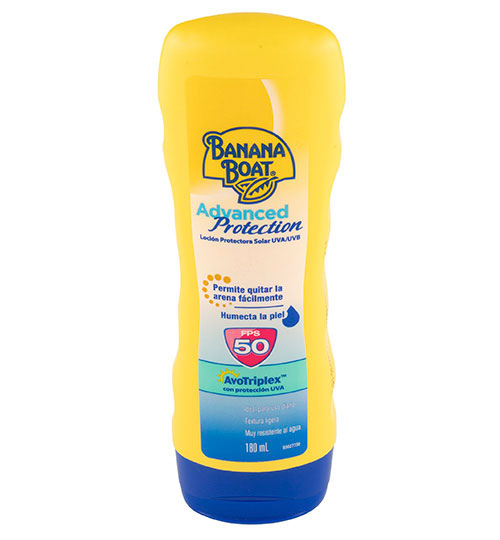 BANANA
BOAT®
Advanced
Protection
Loción Protectora Solar UVA/UVB
Permite quitar la
arena fácilmente
Humecta la piel
FPS
50
AvoTriplex™
con protección UVA
Textura ligera
Muy resistente al agua
180 mL